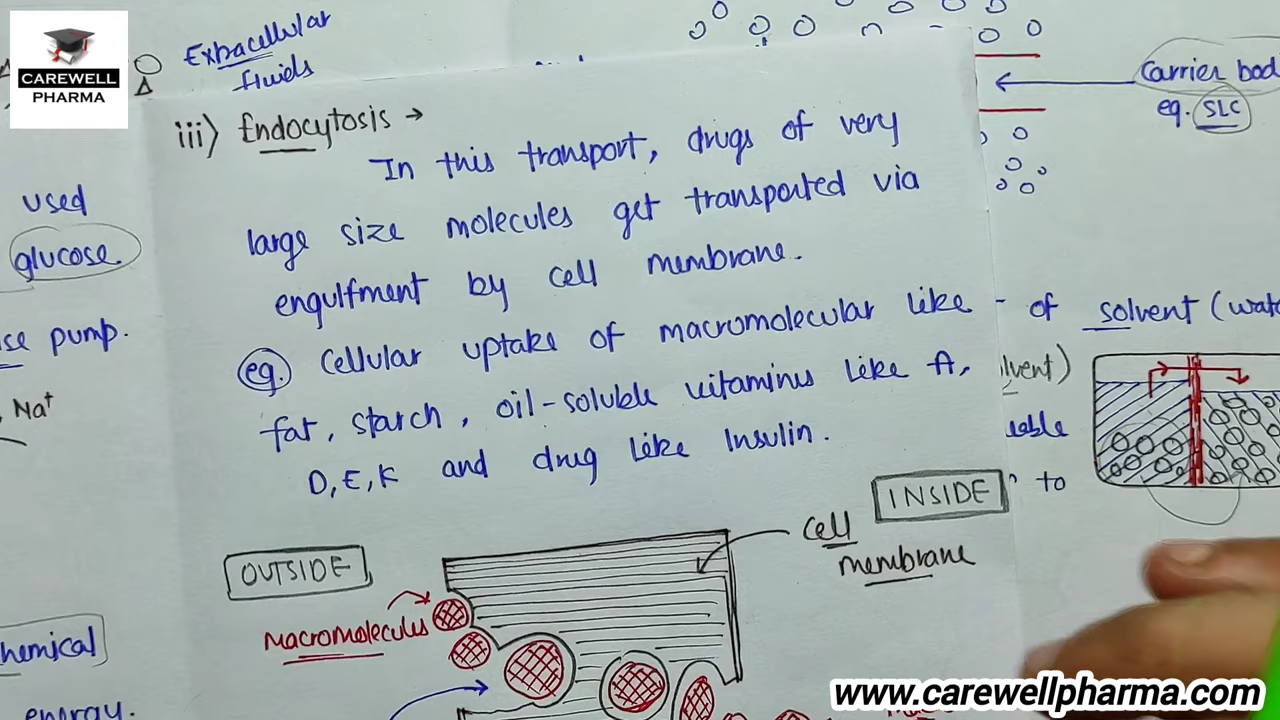 CAREWELL
PHARMA
Extracellular
fluids
Carrier bod
eq. SLC
iii) Endocytosis →
In this transport, drugs of very
large size molecules get transported via
engulfment by cell membrane.
eg. Cellular uptake of macromolecular like
fat, starch, oil-soluble vitamins like A,
D, E, K and drug like Insulin.
used
glucose
se pump.
, Na+
hemical
energy.
- of solvent (wate
lvent)
eable
to
OUTSIDE
INSIDE
Cell
membrane
Macromolecules
www.carewellpharma.com